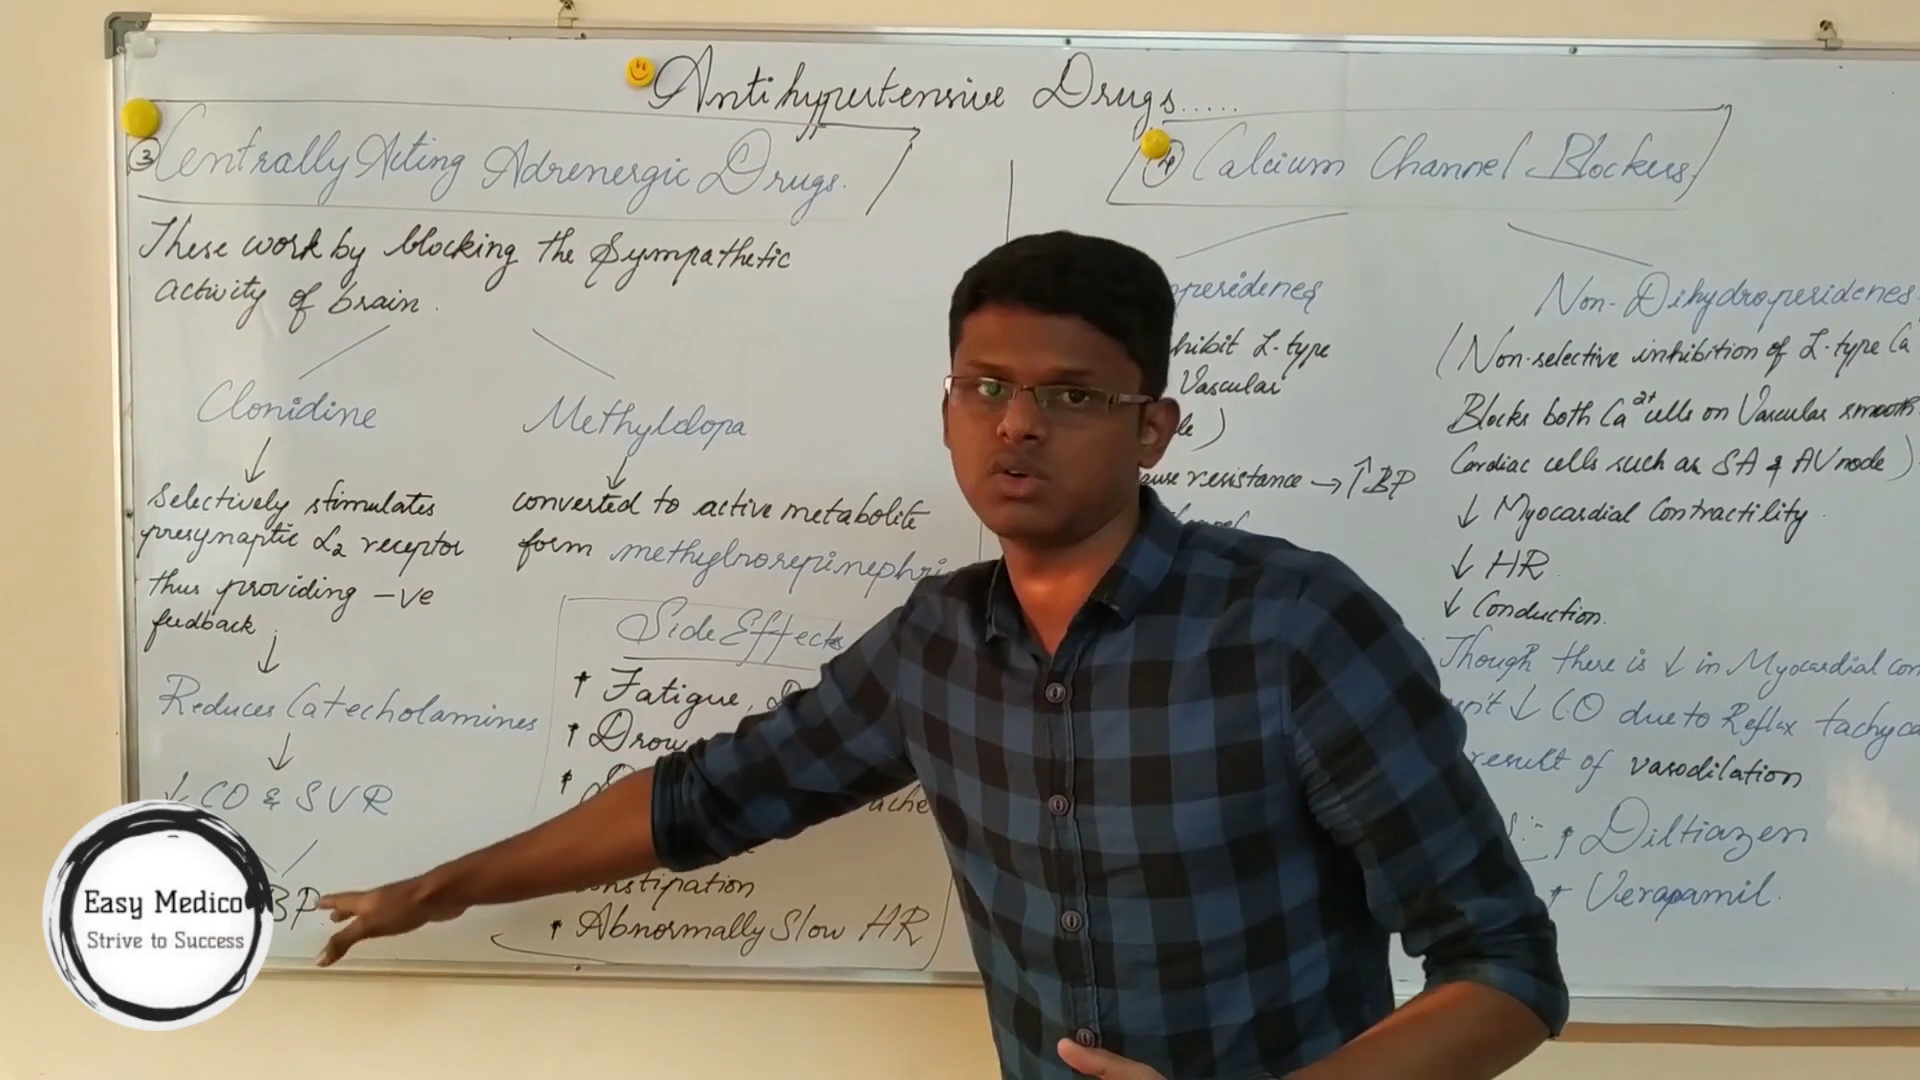 Antihypertensive Drugs.....
③ Centrally Acting Adrenergic Drugs.
These work by blocking the Sympathetic
activity of brain.
Clonidine
selectively stimulates
presynaptic α2 receptor
thus providing -ve
feedback
Reduces Catecholamines
↓ CO & SVR
BP
Methyldopa
converted to active metabolite
form methylnorepinephri
Side Effects
Fatigue,
constipation
Abnormally Slow HR
④ Calcium Channel Blockers
operidenes
hibit L-type
Vascular
le)
ause resistance → ↑ BP
Non-Dihydroperidenes
(Non-selective inhibition of L-type Ca
Blocks both Ca2+ cells on Vascular smooth
Cardiac cells such as SA & AV node)
↓ Myocardial Contractility
↓ HR
↓ Conduction.
Though there is ↓ in Myocardial con
n't ↓ CO due to Reflex tachyca
result of vasodilation
Diltiazen
Verapamil.
Easy Medico
Strive to Success